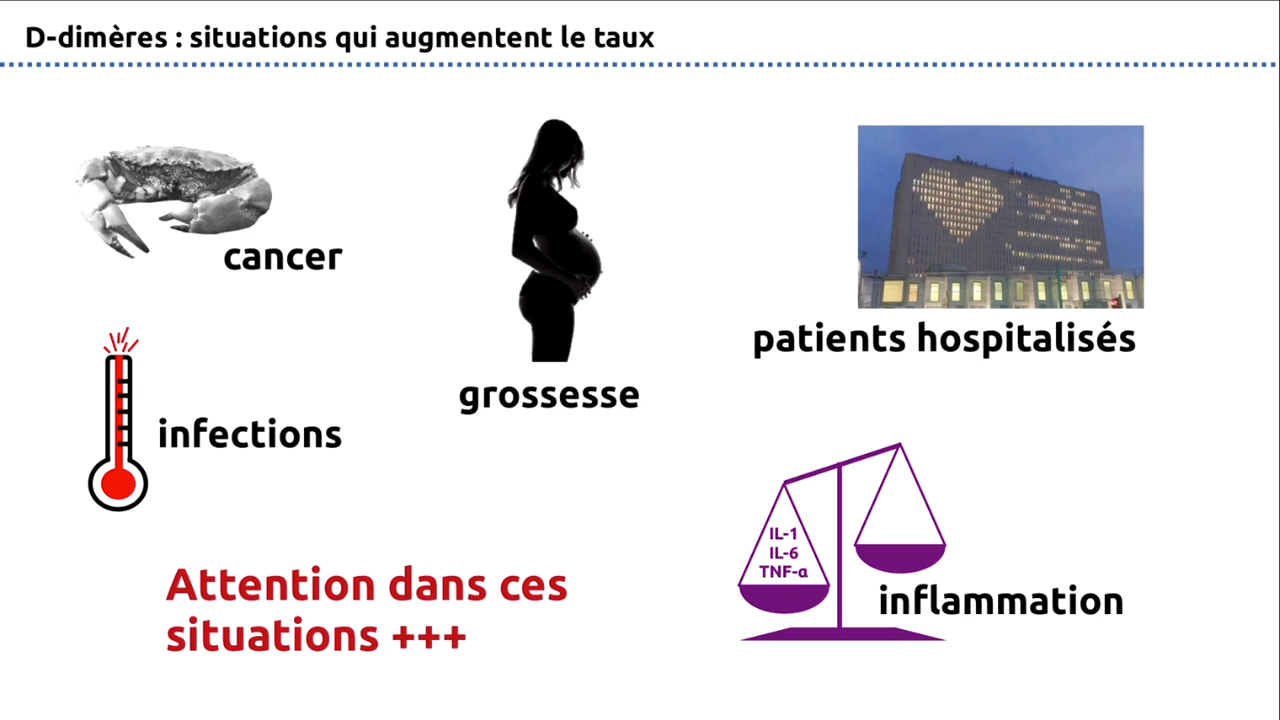 D-dimères : situations qui augmentent le taux
cancer
grossesse
patients hospitalisés
infections
IL-1
IL-6
TNF-α
inflammation
Attention dans ces
situations +++